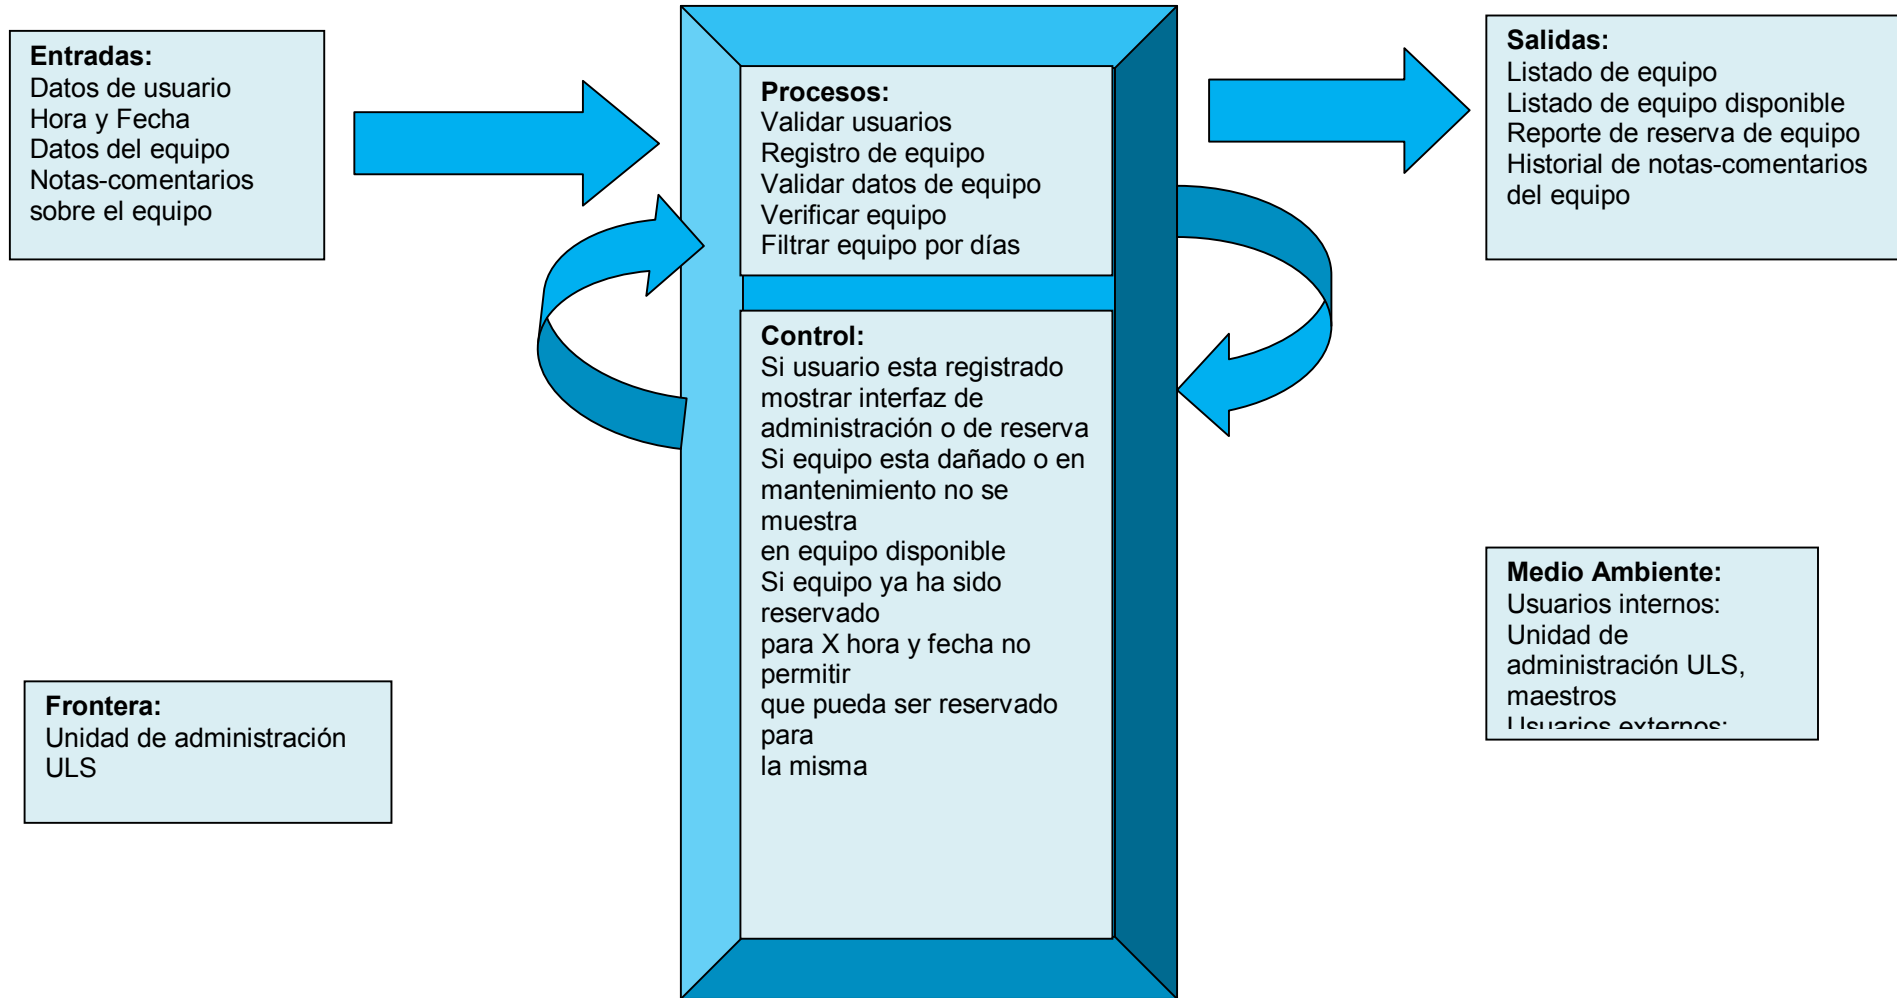 Entradas:
Datos de usuario
Hora y Fecha
Datos del equipo
Notas-comentarios
sobre el equipo
Procesos:
Validar usuarios
Registro de equipo
Validar datos de equipo
Verificar equipo
Filtrar equipo por días
Salidas:
Listado de equipo
Listado de equipo disponible
Reporte de reserva de equipo
Historial de notas-comentarios
del equipo
Control:
Si usuario esta registrado
mostrar interfaz de
administración o de reserva
Si equipo esta dañado o en
mantenimiento no se
muestra
en equipo disponible
Si equipo ya ha sido
reservado
para X hora y fecha no
permitir
que pueda ser reservado
para
la misma
Frontera:
Unidad de administración
ULS
Medio Ambiente:
Usuarios internos:
Unidad de
administración ULS,
maestros
Usuarios externos: